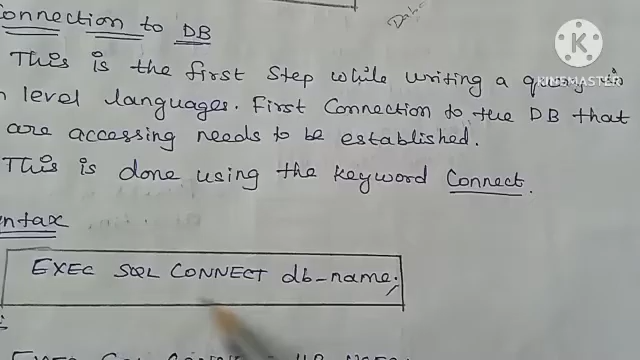 Connection to DB
This is the first step while writing a query in
level languages. First Connection to the DB that
are accessing needs to be established.
This is done using the keyword Connect.
ntax
EXEC SQL CONNECT db-name;
K
KINEMASTER